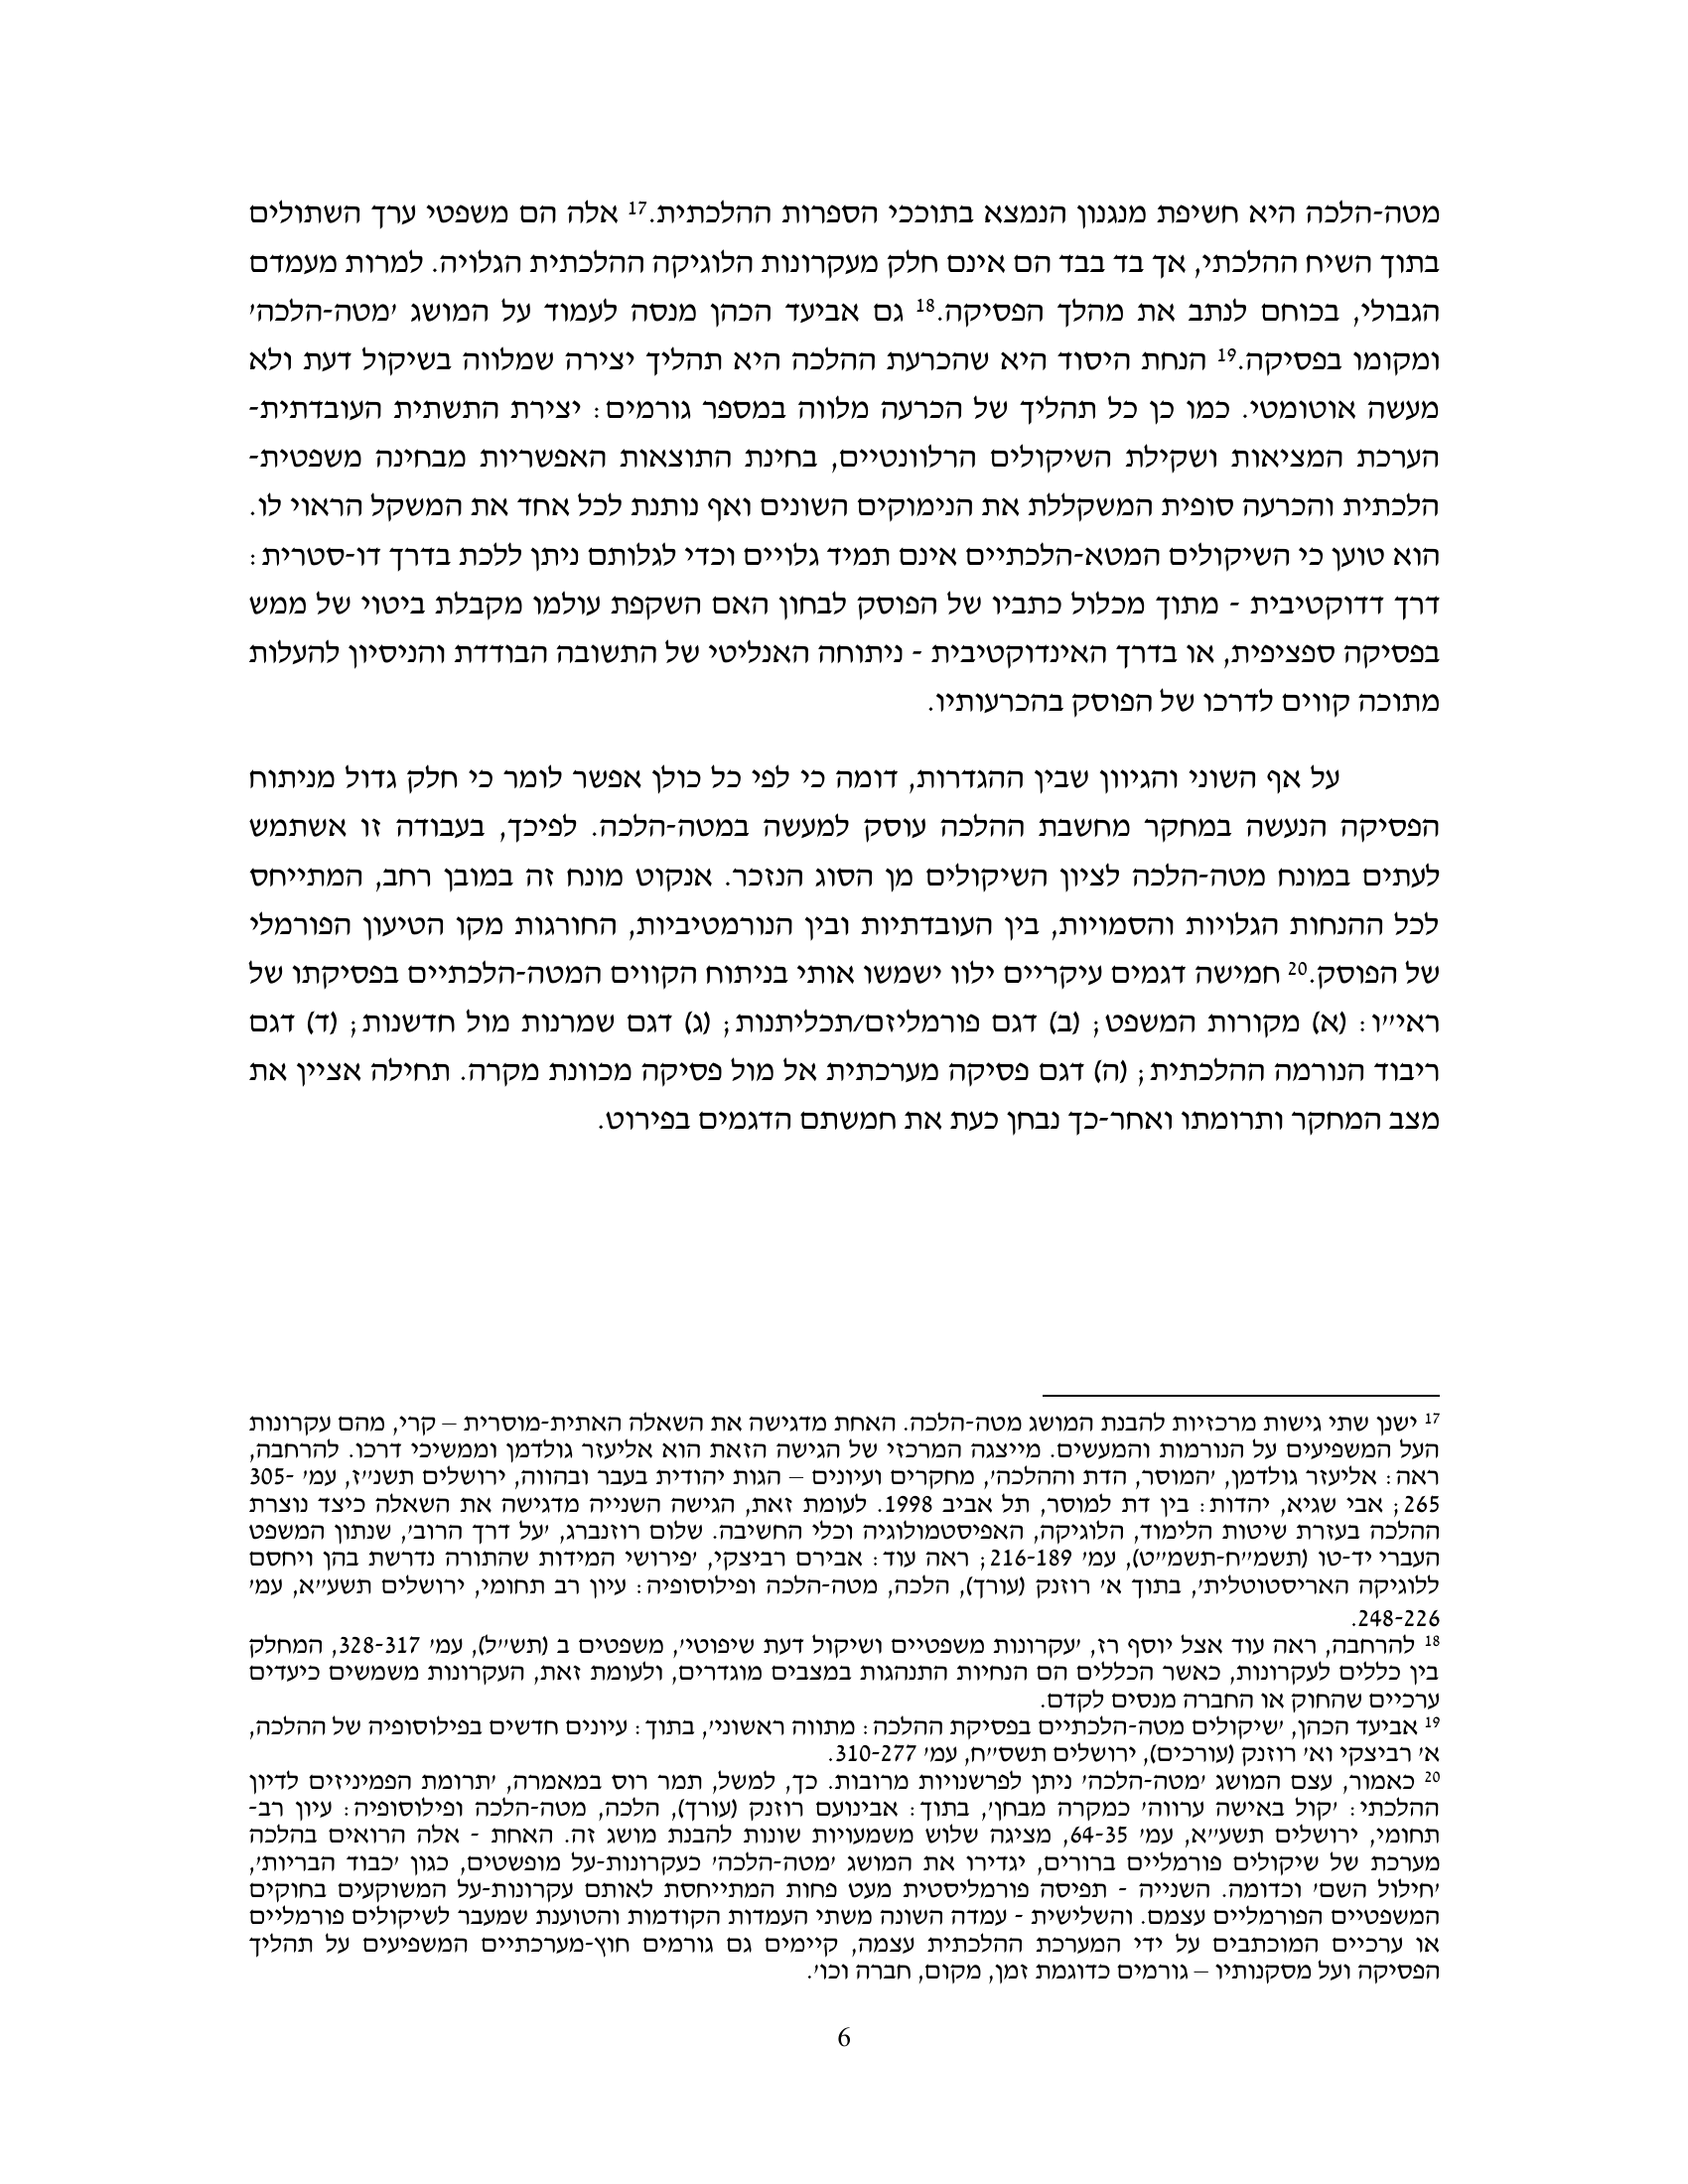 מטה-הלכה היא חשיפת מנגנון הנמצא בתוככי הספרות ההלכתית.17 אלה הם משפטי ערך השתולים
בתוך השיח ההלכתי, אך בד בבד הם אינם חלק מעקרונות הלוגיקה ההלכתית הגלויה. למרות מעמדם
הגבולי, בכוחם לנתב את מהלך הפסיקה.18 גם אביעד הכהן מנסה לעמוד על המושג 'מטה-הלכה'
ומקומו בפסיקה.19 הנחת היסוד היא שהכרעת ההלכה היא תהליך יצירה שמלווה בשיקול דעת ולא
מעשה אוטומטי. כמו כן כל תהליך של הכרעה מלווה במספר גורמים: יצירת התשתית העובדתית-
הערכת המציאות ושקילת השיקולים הרלוונטיים, בחינת התוצאות האפשריות מבחינה משפטית-
הלכתית והכרעה סופית המשקללת את הנימוקים השונים ואף נותנת לכל אחד את המשקל הראוי לו.
הוא טוען כי השיקולים המטא-הלכתיים אינם תמיד גלויים וכדי לגלותם ניתן ללכת בדרך דו-סטרית:
דרך דדוקטיבית - מתוך מכלול כתביו של הפוסק לבחון האם השקפת עולמו מקבלת ביטוי של ממש
בפסיקה ספציפית, או בדרך האינדוקטיבית - ניתוחה האנליטי של התשובה הבודדת והניסיון להעלות
מתוכה קווים לדרכו של הפוסק בהכרעותיו.
על אף השוני והגיוון שבין ההגדרות, דומה כי לפי כל כולן אפשר לומר כי חלק גדול מניתוח
הפסיקה הנעשה במחקר מחשבת ההלכה עוסק למעשה במטה-הלכה. לפיכך, בעבודה זו אשתמש
לעתים במונח מטה-הלכה לציון השיקולים מן הסוג הנזכר. אנקוט מונח זה במובן רחב, המתייחס
לכל ההנחות הגלויות והסמויות, בין העובדתיות ובין הנורמטיביות, החורגות מקו הטיעון הפורמלי
של הפוסק.20 חמישה דגמים עיקריים ילוו ישמשו אותי בניתוח הקווים המטה-הלכתיים בפסיקתו של
ראי"ו: (א) מקורות המשפט; (ב) דגם פורמליזם/תכליתנות; (ג) דגם שמרנות מול חדשנות; (ד) דגם
ריבוד הנורמה ההלכתית; (ה) דגם פסיקה מערכתית אל מול פסיקה מכוונת מקרה. תחילה אציין את
מצב המחקר ותרומתו ואחר-כך נבחן כעת את חמשתם הדגמים בפירוט.
17 ישנן שתי גישות מרכזיות להבנת המושג מטה-הלכה. האחת מדגישה את השאלה האתית-מוסרית – קרי, מהם עקרונות
העל המשפיעים על הנורמות והמעשים. מייצגה המרכזי של הגישה הזאת הוא אליעזר גולדמן וממשיכי דרכו. להרחבה,
ראה: אליעזר גולדמן, 'המוסר, הדת וההלכה', מחקרים ועיונים – הגות יהודית בעבר ובהווה, ירושלים תשנ"ז, עמ' 305-
265; אבי שגיא, יהדות: בין דת למוסר, תל אביב 1998. לעומת זאת, הגישה השנייה מדגישה את השאלה כיצד נוצרת
ההלכה בעזרת שיטות הלימוד, הלוגיקה, האפיסטמולוגיה וכלי החשיבה. שלום רוזנברג, 'על דרך הרוב', שנתון המשפט
העברי יד-טו (תשמ"ח-תשמ"ט), עמ' 216-189; ראה עוד: אבירם רביצקי, 'פירושי המידות שהתורה נדרשת בהן ויחסם
ללוגיקה האריסטוטלית', בתוך א' רוזנק (עורך), הלכה, מטה-הלכה ופילוסופיה: עיון רב תחומי, ירושלים תשע"א, עמ'
248-226.
18 להרחבה, ראה עוד אצל יוסף רז, 'עקרונות משפטיים ושיקול דעת שיפוטי', משפטים ב (תש"ל), עמ' 328-317, המחלק
בין כללים לעקרונות, כאשר הכללים הם הנחיות התנהגות במצבים מוגדרים, ולעומת זאת, העקרונות משמשים כיעדים
ערכיים שהחוק או החברה מנסים לקדם.
19 אביעד הכהן, 'שיקולים מטה-הלכתיים בפסיקת ההלכה: מתווה ראשוני', בתוך: עיונים חדשים בפילוסופיה של ההלכה,
א' רביצקי וא' רוזנק (עורכים), ירושלים תשס"ח, עמ' 310-277.
20 כאמור, עצם המושג 'מטה-הלכה' ניתן לפרשנויות מרובות. כך, למשל, תמר רוס במאמרה, 'תרומת הפמיניזים לדיון
ההלכתי: 'קול באישה ערווה' כמקרה מבחן', בתוך: אבינועם רוזנק (עורך), הלכה, מטה-הלכה ופילוסופיה: עיון רב-
תחומי, ירושלים תשע"א, עמ' 64-35, מציגה שלוש משמעויות שונות להבנת מושג זה. האחת - אלה הרואים בהלכה
מערכת של שיקולים פורמליים ברורים, יגדירו את המושג 'מטה-הלכה' כעקרונות-על מופשטים, כגון 'כבוד הבריות',
'חילול השם' וכדומה. השנייה - תפיסה פורמליסטית מעט פחות המתייחסת לאותם עקרונות-על המשוקעים בחוקים
המשפטיים הפורמליים עצמם. והשלישית - עמדה השונה משתי העמדות הקודמות והטוענת שמעבר לשיקולים פורמליים
או ערכיים המוכתבים על ידי המערכת ההלכתית עצמה, קיימים גם גורמים חוץ-מערכתיים המשפיעים על תהליך
הפסיקה ועל מסקנותיו – גורמים כדוגמת זמן, מקום, חברה וכו'.
6